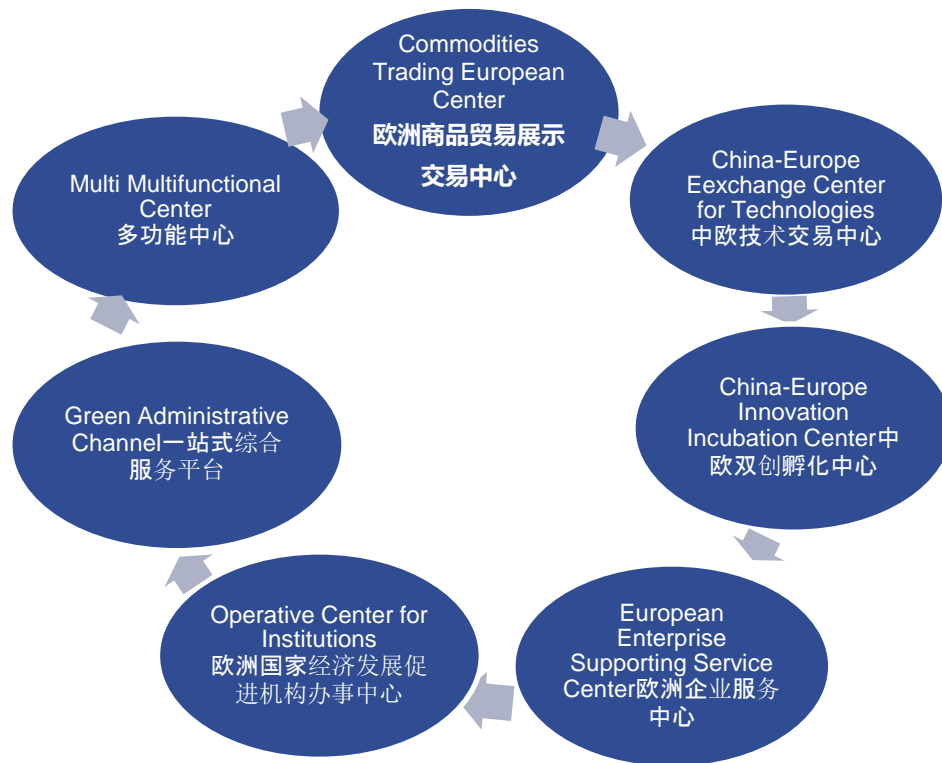 Commodities
Trading European
Center
欧洲商品贸易展示
交易中心
China-Europe
Eexchange Center
for Technologies
中欧技术交易中心
China-Europe
Innovation
Incubation Center中
欧双创孵化中心
European
Enterprise
Supporting Service
Center欧洲企业服务
中心
Operative Center for
Institutions
欧洲国家经济发展促
进机构办事中心
Green Administrative
Channel一站式综合
服务平台
Multi Multifunctional
Center
多功能中心